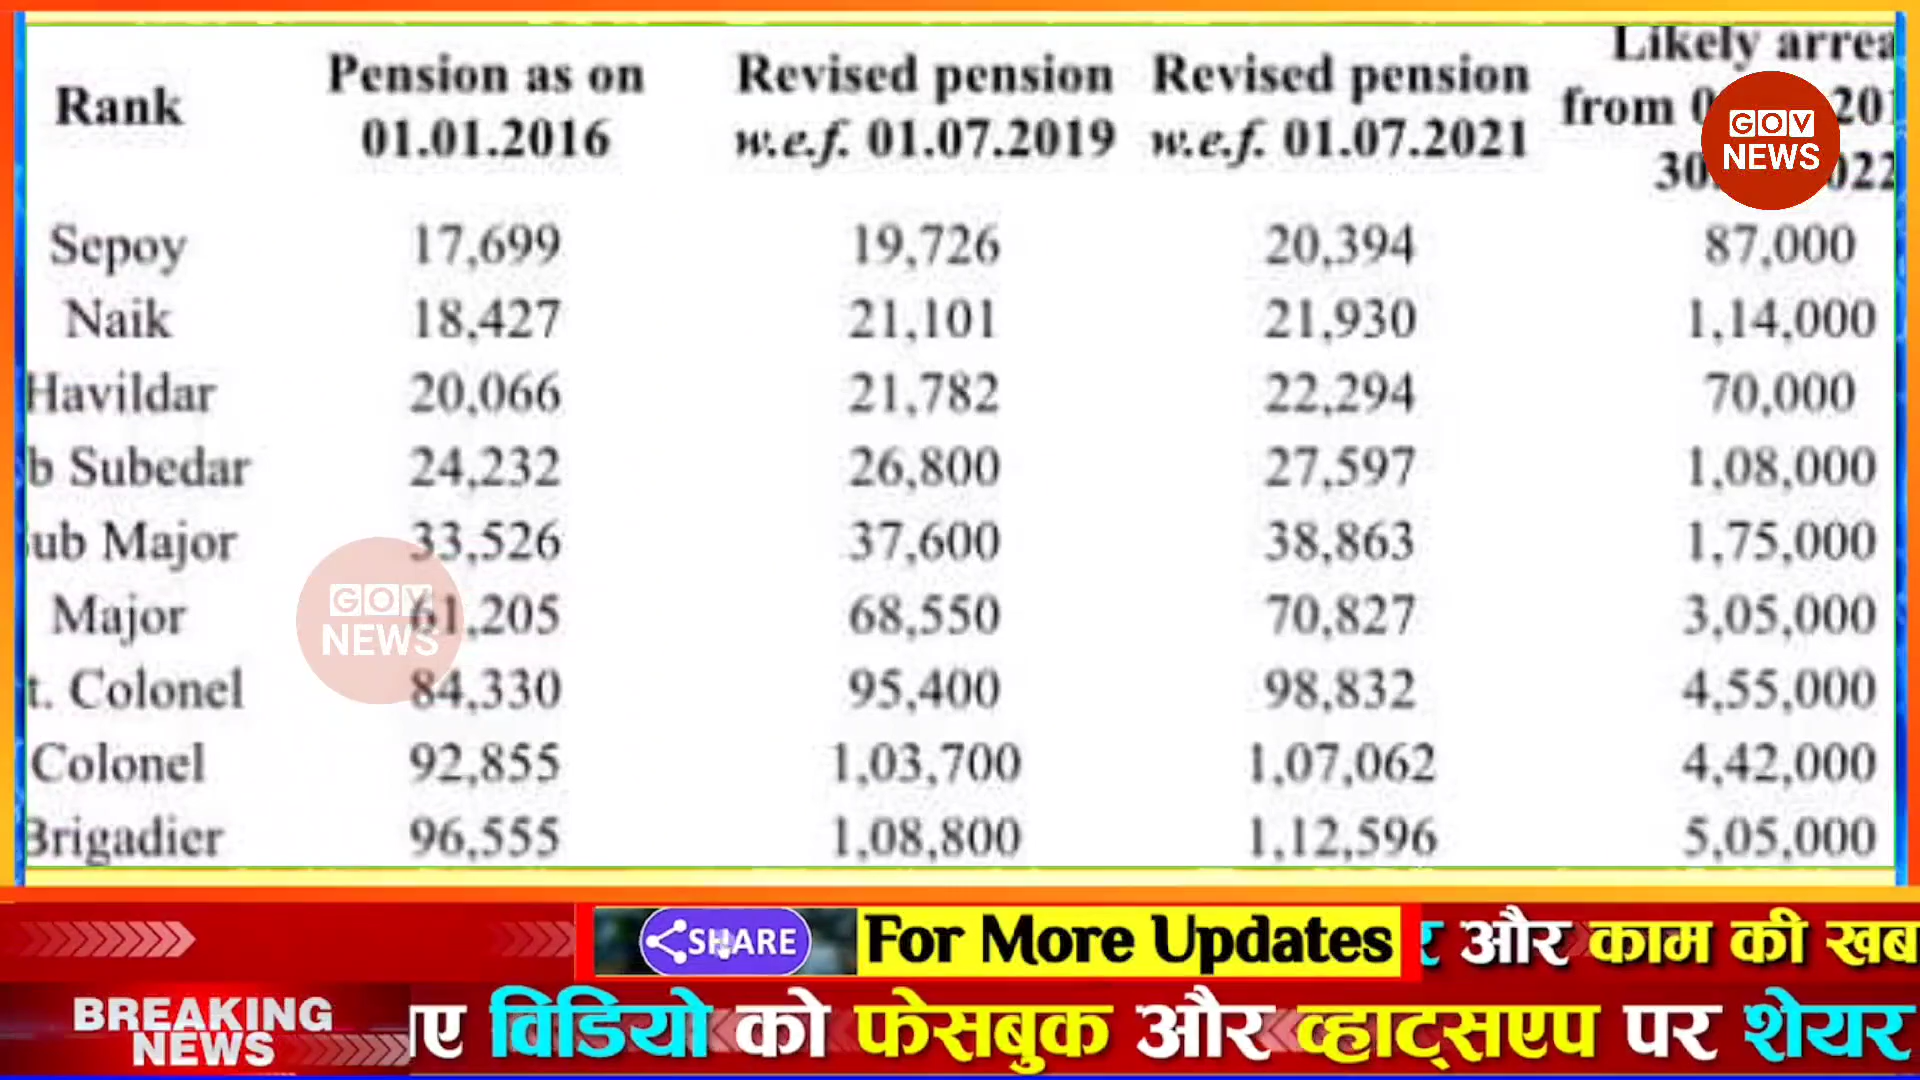 Rank Pension as on 01.01.2016 Revised pension w.e.f. 01.07.2019 Revised pension w.e.f. 01.07.2021 Likely from
GOV
NEWS
Sepoy 17,699 19,726 20,394 87,000
Naik 18,427 21,101 21,930 1,14,000
Havildar 20,066 21,782 22,294 70,000
b Subedar 24,232 26,800 27,597 1,08,000
ub Major 33,526 37,600 38,863 1,75,000
Major 61,205 68,550 70,827 3,05,000
t. Colonel 84,330 95,400 98,832 4,55,000
Colonel 92,855 1,03,700 1,07,062 4,42,000
Brigadier 96,555 1,08,800 1,12,596 5,05,000
GOV
NEWS
SHARE For More Updates और काम की खब
BREAKING
NEWS
ए विडियो को फेसबुक और व्हाट्सएप पर शेयर